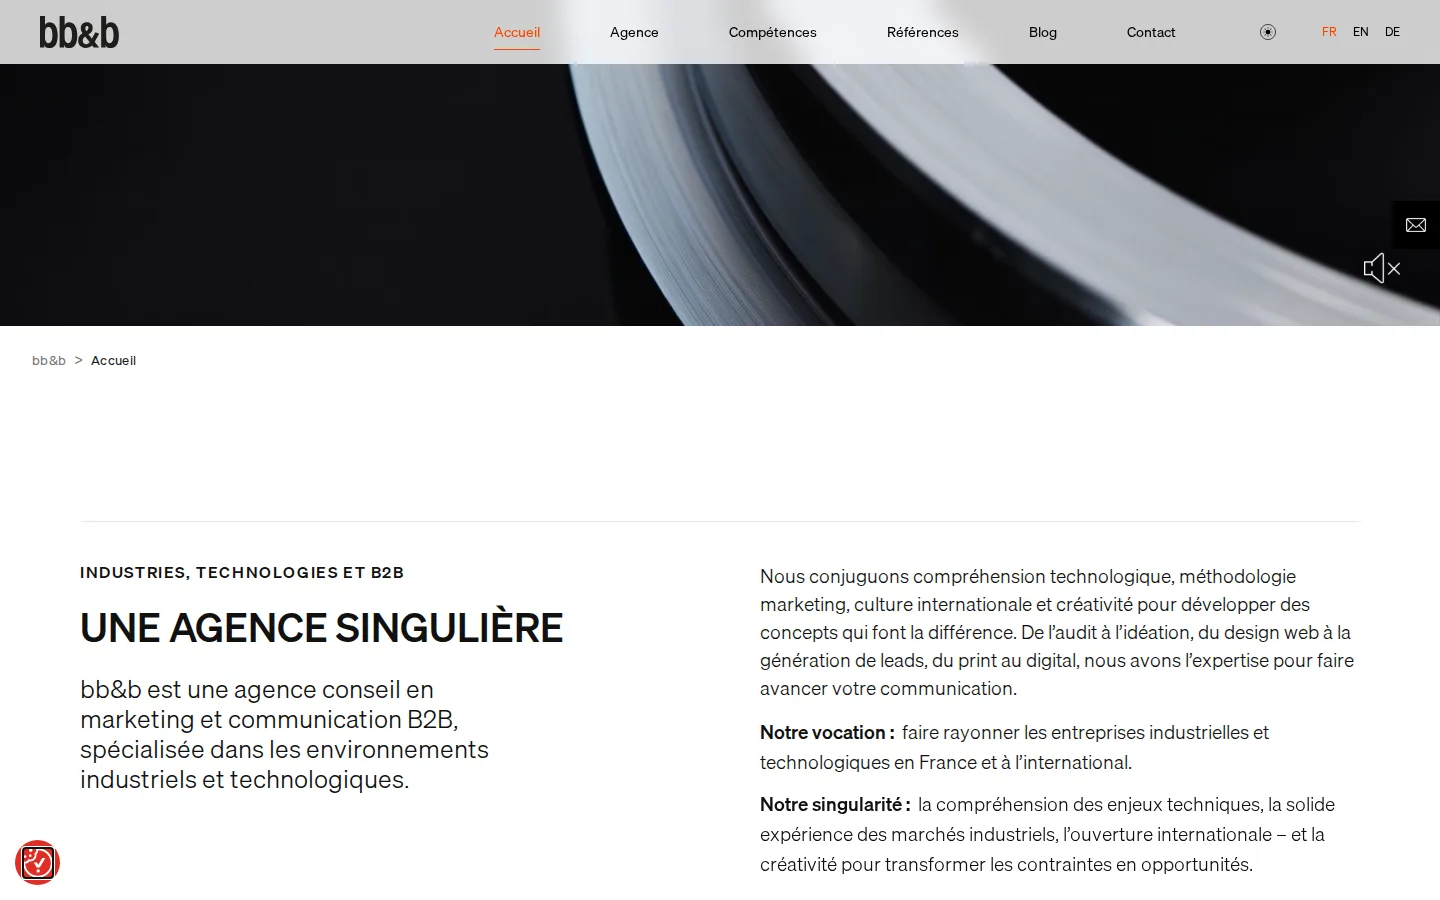 bb&b
Accueil
Agence
Compétences
Références
Blog
Contact
FR
EN
DE
bb&b > Accueil
INDUSTRIES, TECHNOLOGIES ET B2B
UNE AGENCE SINGULIÈRE
bb&b est une agence conseil en
marketing et communication B2B,
spécialisée dans les environnements
industriels et technologiques.
Nous conjuguons compréhension technologique, méthodologie
marketing, culture internationale et créativité pour développer des
concepts qui font la différence. De l’audit à l’idéation, du design web à la
génération de leads, du print au digital, nous avons l’expertise pour faire
avancer votre communication.
Notre vocation : faire rayonner les entreprises industrielles et
technologiques en France et à l’international.
Notre singularité : la compréhension des enjeux techniques, la solide
expérience des marchés industriels, l’ouverture internationale – et la
créativité pour transformer les contraintes en opportunités.